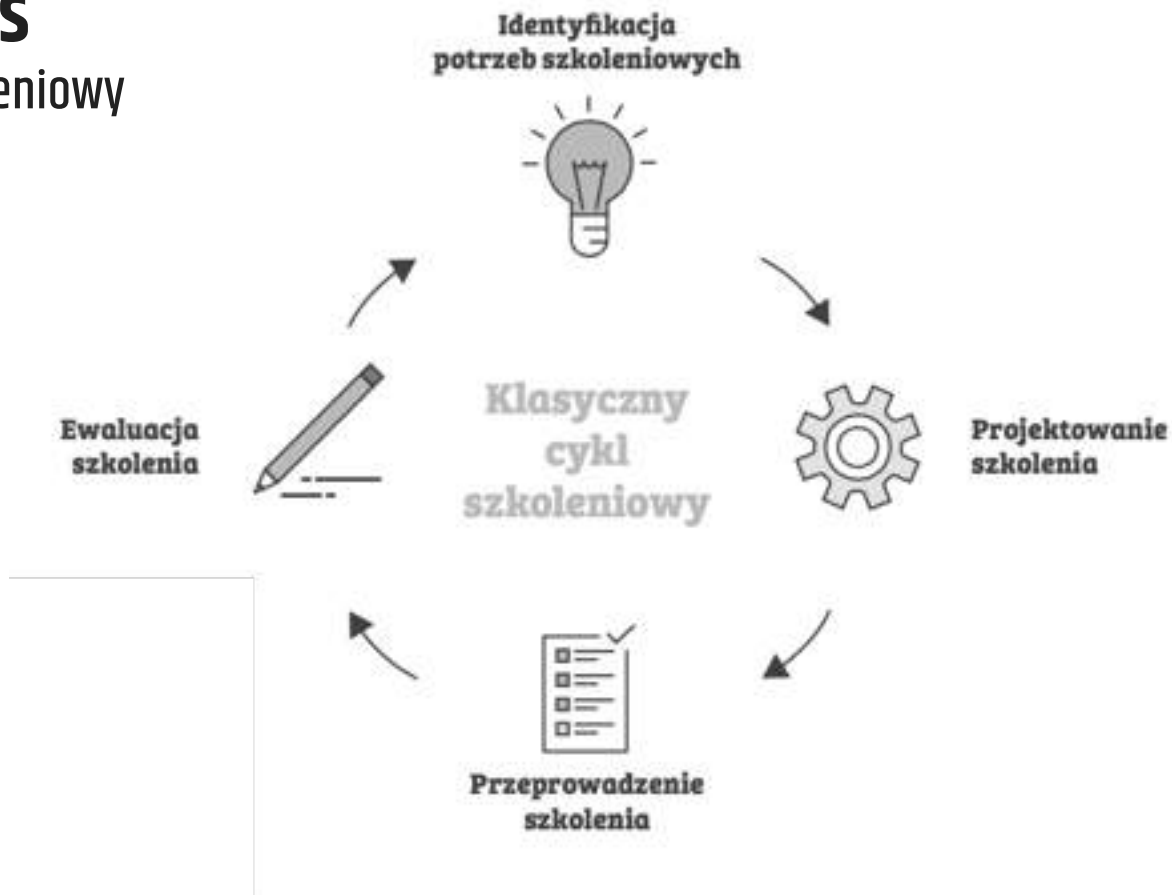 s
eniowy
Identyfikacja
potrzeb szkoleniowych
Klasyczny
cykl
szkoleniowy
Projektowanie
szkolenia
Przeprowadzenie
szkolenia
Ewaluacja
szkolenia